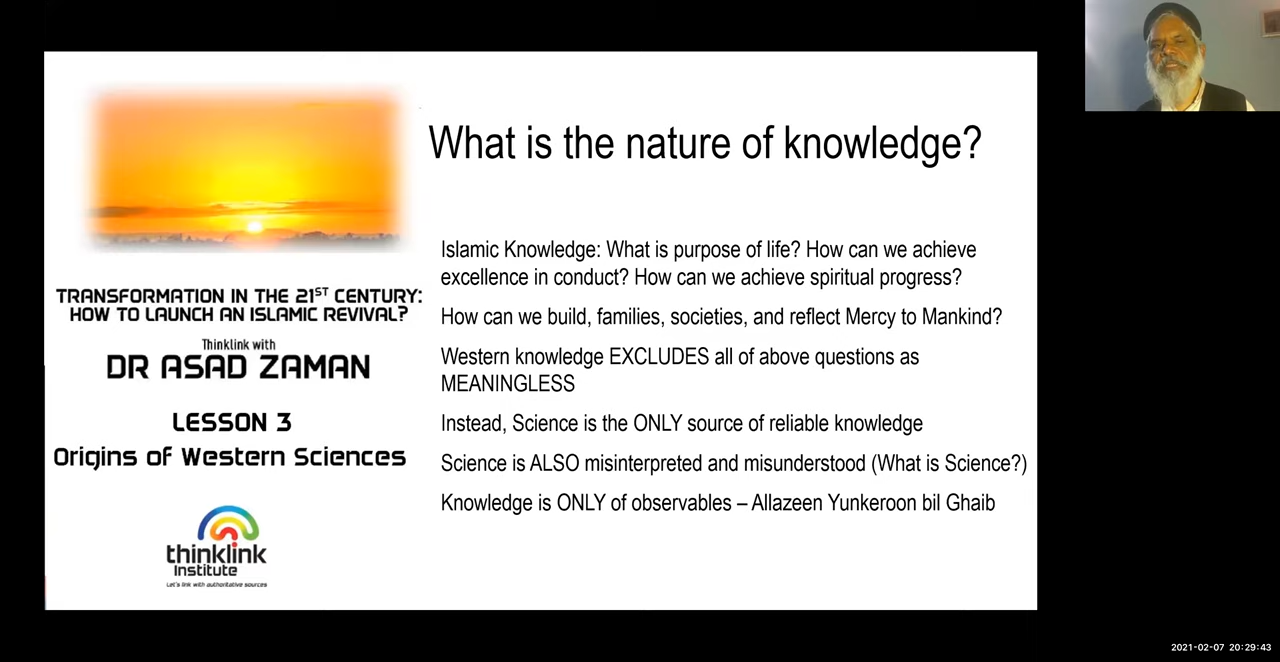 What is the nature of knowledge?
Islamic Knowledge: What is purpose of life? How can we achieve
excellence in conduct? How can we achieve spiritual progress?
How can we build, families, societies, and reflect Mercy to Mankind?
Western knowledge EXCLUDES all of above questions as
MEANINGLESS
Instead, Science is the ONLY source of reliable knowledge
Science is ALSO misinterpreted and misunderstood (What is Science?)
Knowledge is ONLY of observables – Allazeen Yunkeroon bil Ghaib
TRANSFORMATION IN THE 21ST CENTURY:
HOW TO LAUNCH AN ISLAMIC REVIVAL?
Thinklink with
DR ASAD ZAMAN
LESSON 3
Origins of Western Sciences
thinklink
Institute
Let's link with authoritative sources
2021-02-07 20:29:43